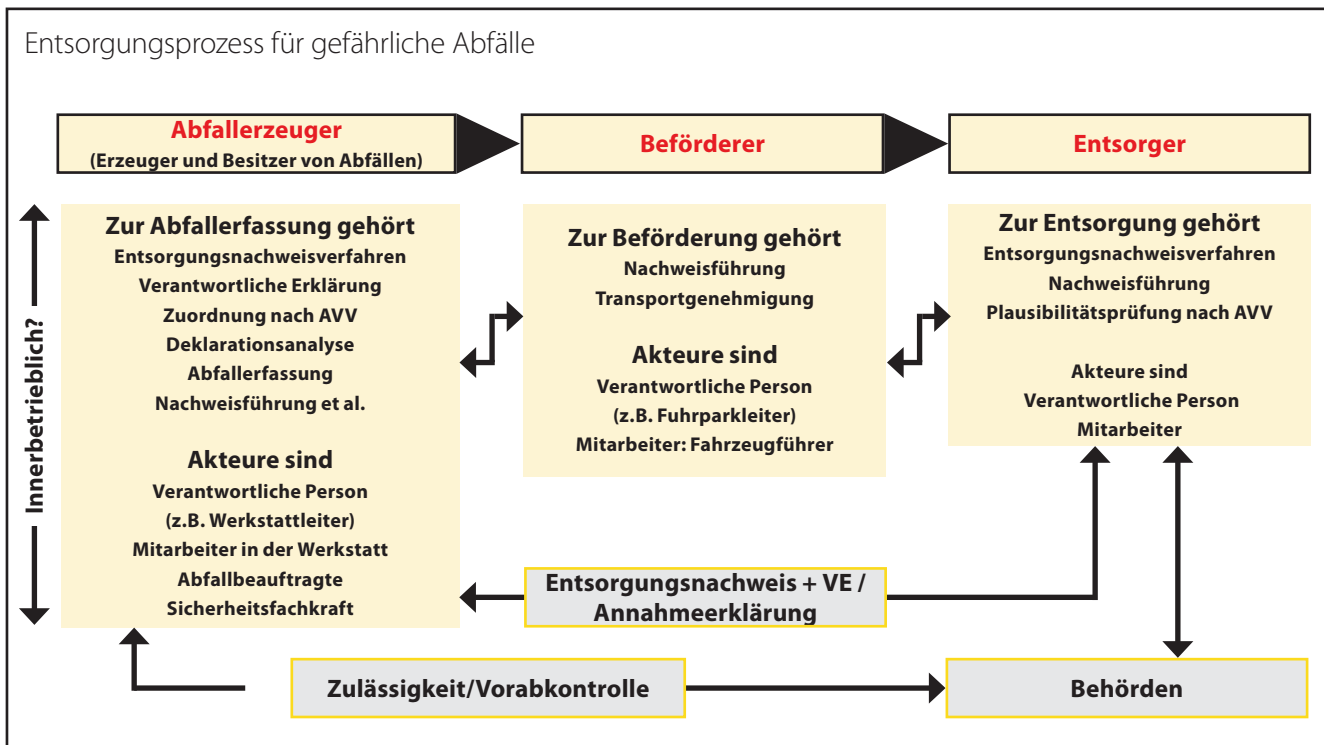 Entsorgungsprozess für gefährliche Abfälle
Abfallerzeuger
(Erzeuger und Besitzer von Abfällen)
Beförderer
Entsorger
Innerbetrieblich?
Zur Abfallerfassung gehört
Entsorgungsnachweisverfahren
Verantwortliche Erklärung
Zuordnung nach AVV
Deklarationsanalyse
Abfallerfassung
Nachweisführung et al.
Akteure sind
Verantwortliche Person
(z.B. Werkstattleiter)
Mitarbeiter in der Werkstatt
Abfallbeauftragte
Sicherheitsfachkraft
Zur Beförderung gehört
Nachweisführung
Transportgenehmigung
Akteure sind
Verantwortliche Person
(z.B. Fuhrparkleiter)
Mitarbeiter: Fahrzeugführer
Zur Entsorgung gehört
Entsorgungsnachweisverfahren
Nachweisführung
Plausibilitätsprüfung nach AVV
Akteure sind
Verantwortliche Person
Mitarbeiter
Entsorgungsnachweis + VE /
Annahmeerklärung
Zulässigkeit/Vorabkontrolle
Behörden